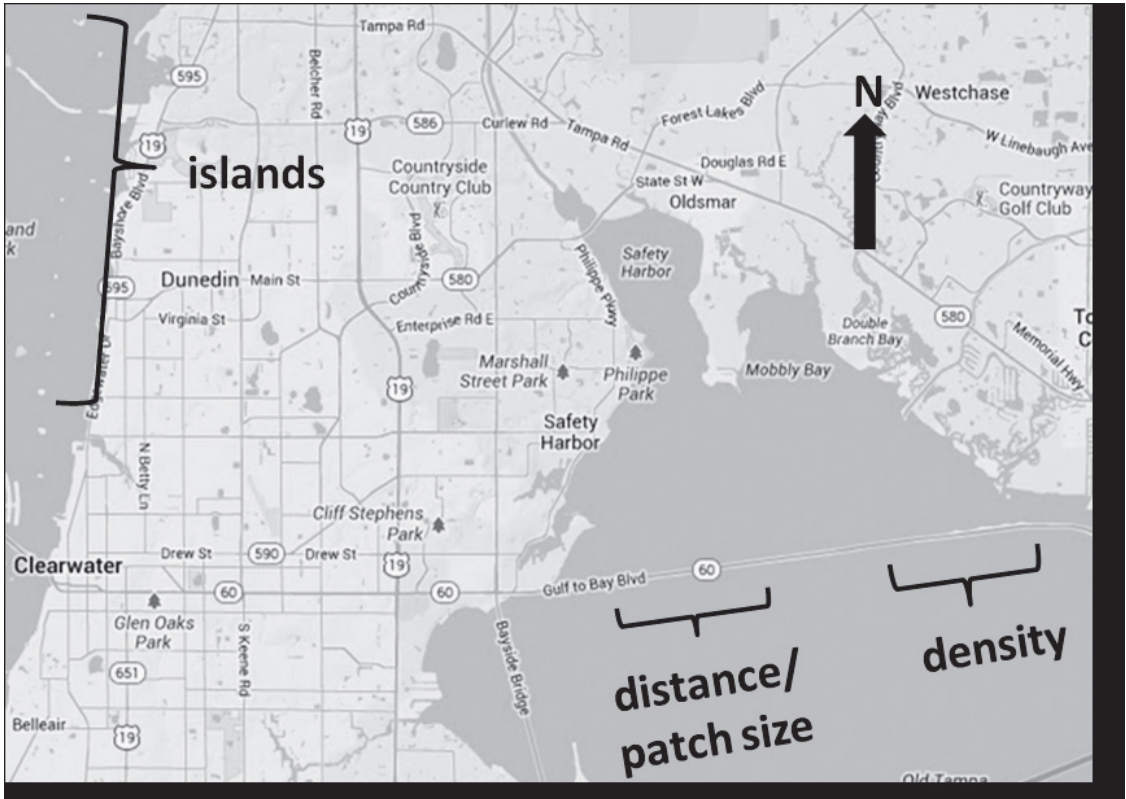 Tampa Rd
595
Belcher Rd
19
19
586
Curlew Rd
Tampa Rd
Forest Lakes Blvd
N
Westchase
W Linebaugh Ave
islands
Bayshore Blvd
Countryside
Country Club
Douglas Rd E
State St W
Oldsmar
Countryway
Golf Club
and
k
Countryside Blvd
Philippe Pkwy
Safety
Harbor
595
Dunedin
Main St
580
Virginia St
Enterprise Rd E
Double
Branch Bay
580
Memorial Hwy
To
C
Marshall
Street Park
Philippe
Park
Mobbly Bay
19
Safety
Harbor
N Betty Ln
Cliff Stephens
Park
Clearwater
Drew St
590
Drew St
19
60
60
Gulf to Bay Blvd
60
Glen Oaks
Park
S Keene Rd
Bayside Bridge
distance/
patch size
density
651
Belleair
19
Old Tampa